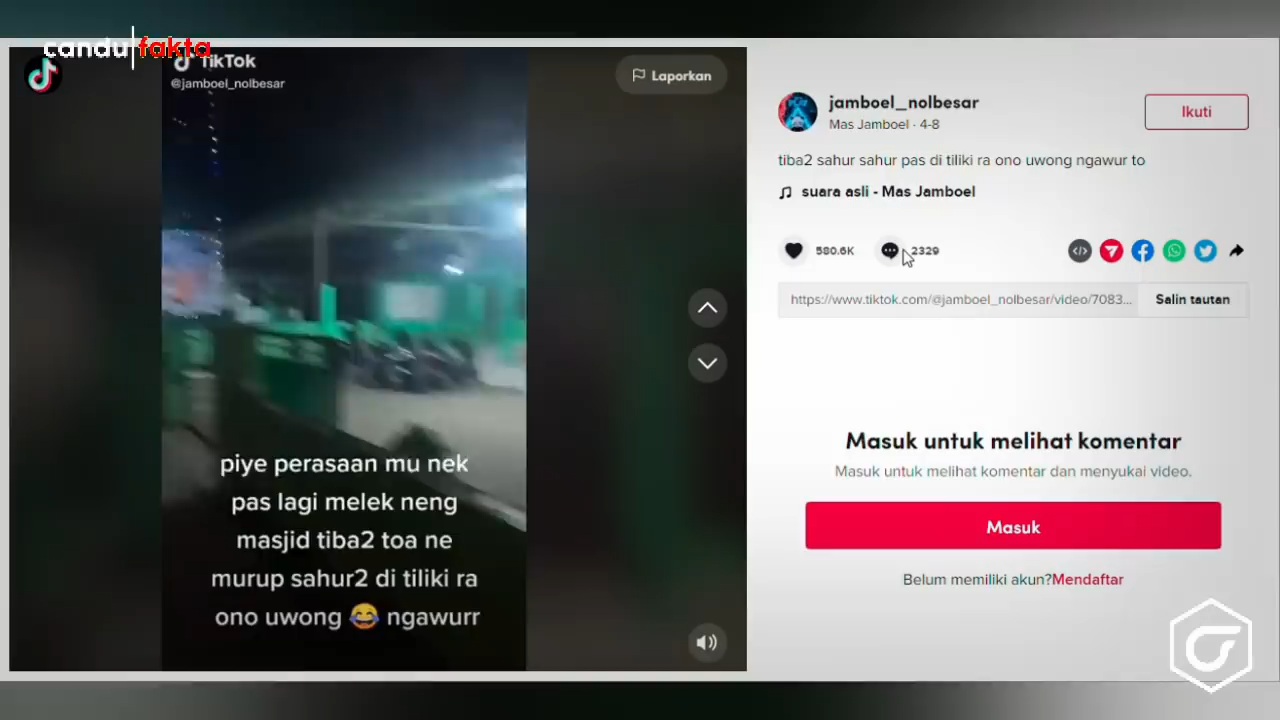 candu fakta
TikTok
@jamboel_nolbesar
Laporkan
piye perasaan mu nek
pas lagi melek neng
masjid tiba2 toa ne
murup sahur2 di tiliki ra
ono uwong 😂 ngawurr
jamboel_nolbesar
Mas Jamboel · 4-8
Ikuti
tiba2 sahur sahur pas di tiliki ra ono uwong ngawur to
suara asli - Mas Jamboel
580.6K
2329
https://www.tiktok.com/@jamboel_nolbesar/video/7083...
Salin tautan
Masuk untuk melihat komentar
Masuk untuk melihat komentar dan menyukai video.
Masuk
Belum memiliki akun?Mendaftar